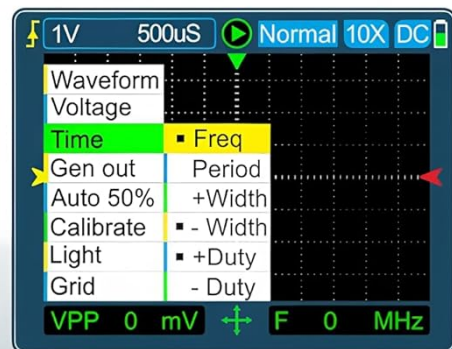 1V 500uS Normal 10X DC
Waveform
Voltage
Time ▪ Freq
Gen out Period
Auto 50% +Width
Calibrate ▪ - Width
Light ▪ +Duty
Grid - Duty
VPP 0 mV F 0 MHz